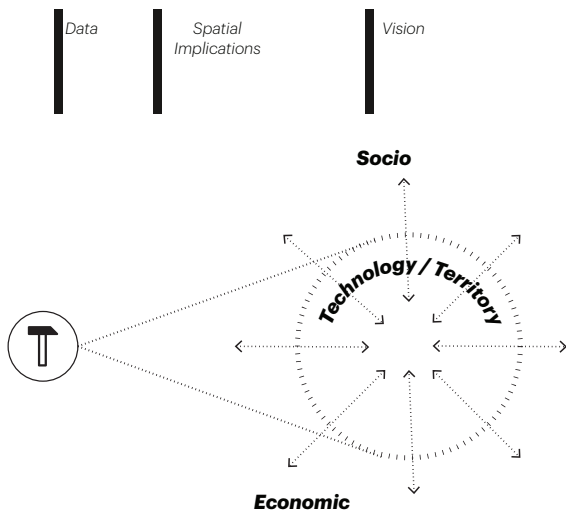 Data
Spatial
Implications
Vision
Socio
Technology / Territory
Economic